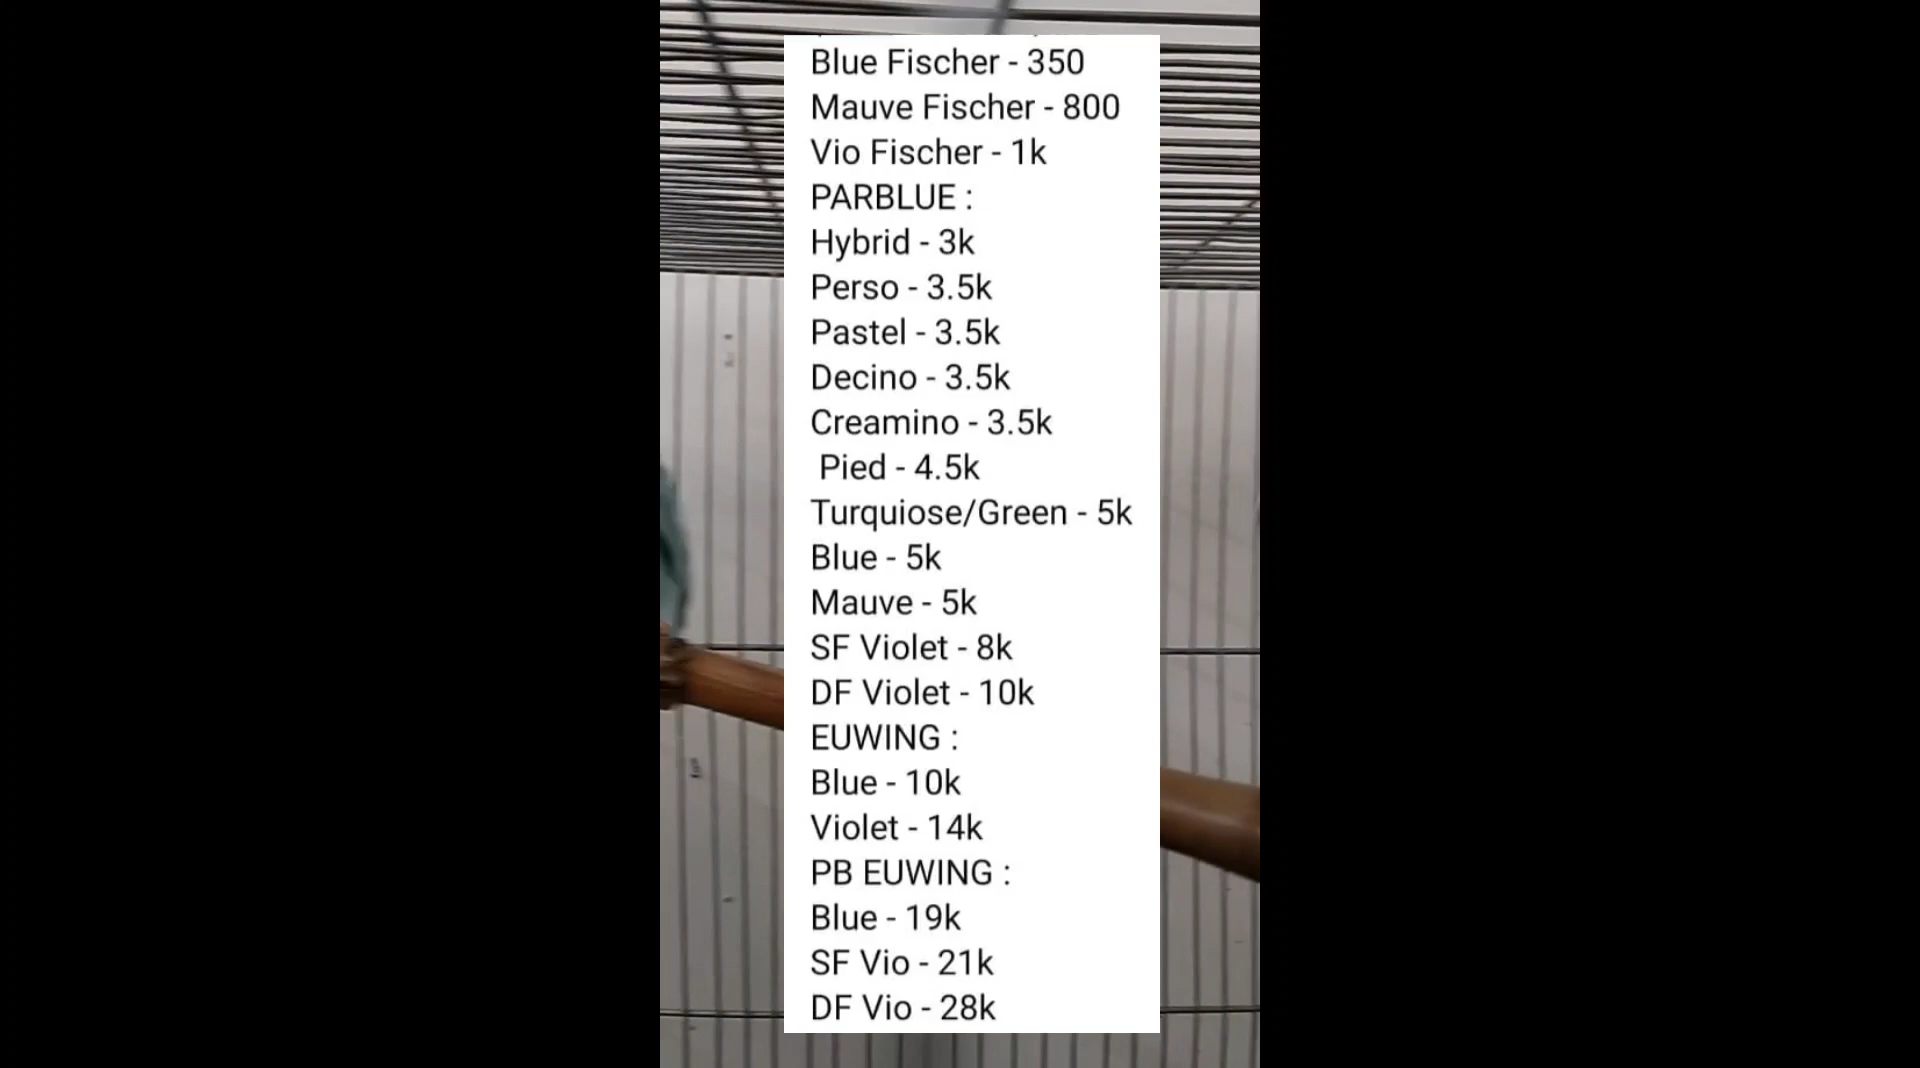 Blue Fischer - 350
Mauve Fischer - 800
Vio Fischer - 1k
PARBLUE :
Hybrid - 3k
Perso - 3.5k
Pastel - 3.5k
Decino - 3.5k
Creamino - 3.5k
Pied - 4.5k
Turquiose/Green - 5k
Blue - 5k
Mauve - 5k
SF Violet - 8k
DF Violet - 10k
EUWING :
Blue - 10k
Violet - 14k
PB EUWING :
Blue - 19k
SF Vio - 21k
DF Vio - 28k